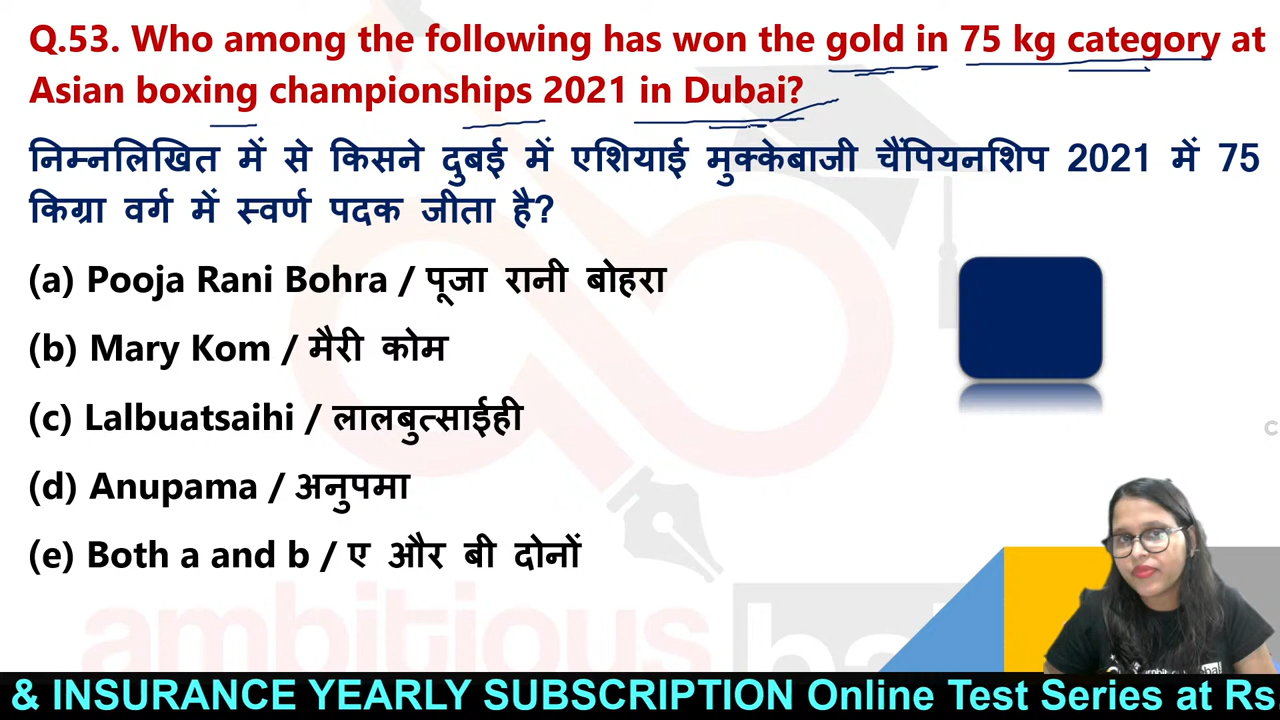 Q.53. Who among the following has won the gold in 75 kg category at
Asian boxing championships 2021 in Dubai?
निम्नलिखित में से किसने दुबई में एशियाई मुक्केबाजी चैंपियनशिप 2021 में 75
किग्रा वर्ग में स्वर्ण पदक जीता है?
(a) Pooja Rani Bohra / पूजा रानी बोहरा
(b) Mary Kom / मैरी कोम
(c) Lalbuatsaihi / लालबुत्साईही
(d) Anupama / अनुपमा
(e) Both a and b / ए और बी दोनों
ambitious
& INSURANCE YEARLY SUBSCRIPTION Online Test Series at Rs